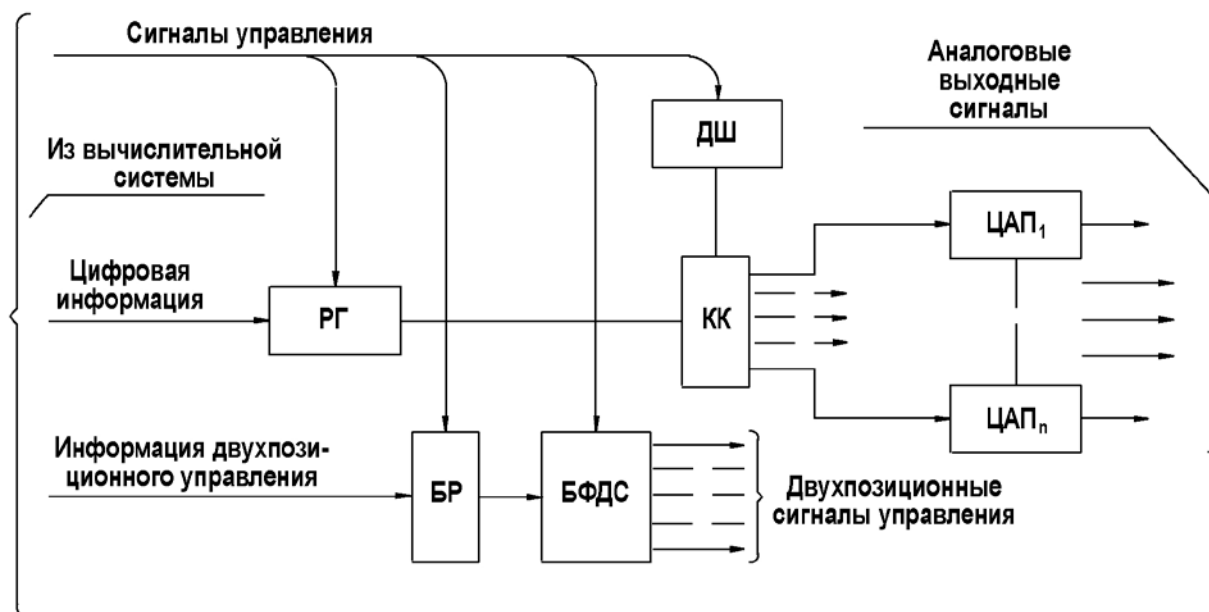 Сигналы управления
Аналоговые
выходные
сигналы
ДШ
Из вычислительной
системы
ЦАП₁
Цифровая
информация
РГ
КК
ЦАПₙ
Информация двухпози-
ционного управления
БР
БФДС
Двухпозиционные
сигналы управления